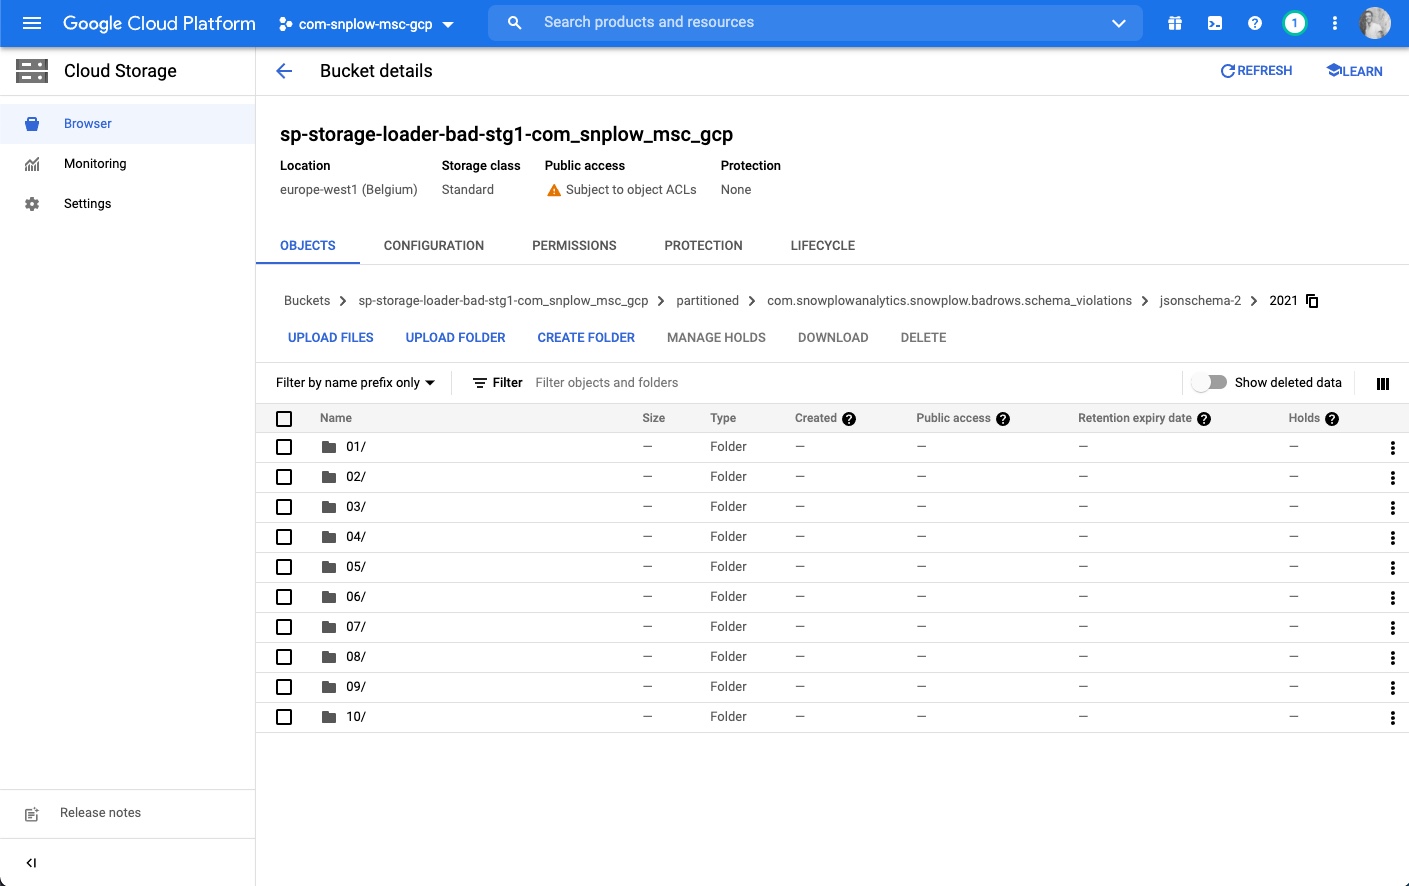 Google Cloud Platform com-snplow-msc-gcp Search products and resources 1
Cloud Storage
Bucket details
REFRESH LEARN
Browser
Monitoring
Settings
sp-storage-loader-bad-stg1-com_snplow_msc_gcp
Location Storage class Public access Protection
europe-west1 (Belgium) Standard Subject to object ACLs None
OBJECTS CONFIGURATION PERMISSIONS PROTECTION LIFECYCLE
Buckets > sp-storage-loader-bad-stg1-com_snplow_msc_gcp > partitioned > com.snowplowanalytics.snowplow.badrows.schema_violations > jsonschema-2 > 2021
UPLOAD FILES UPLOAD FOLDER CREATE FOLDER MANAGE HOLDS DOWNLOAD DELETE
Filter by name prefix only Filter Filter objects and folders Show deleted data
Name Size Type Created ? Public access ? Retention expiry date ? Holds ?
01/ — Folder — — — —
02/ — Folder — — — —
03/ — Folder — — — —
04/ — Folder — — — —
05/ — Folder — — — —
06/ — Folder — — — —
07/ — Folder — — — —
08/ — Folder — — — —
09/ — Folder — — — —
10/ — Folder — — — —
Release notes